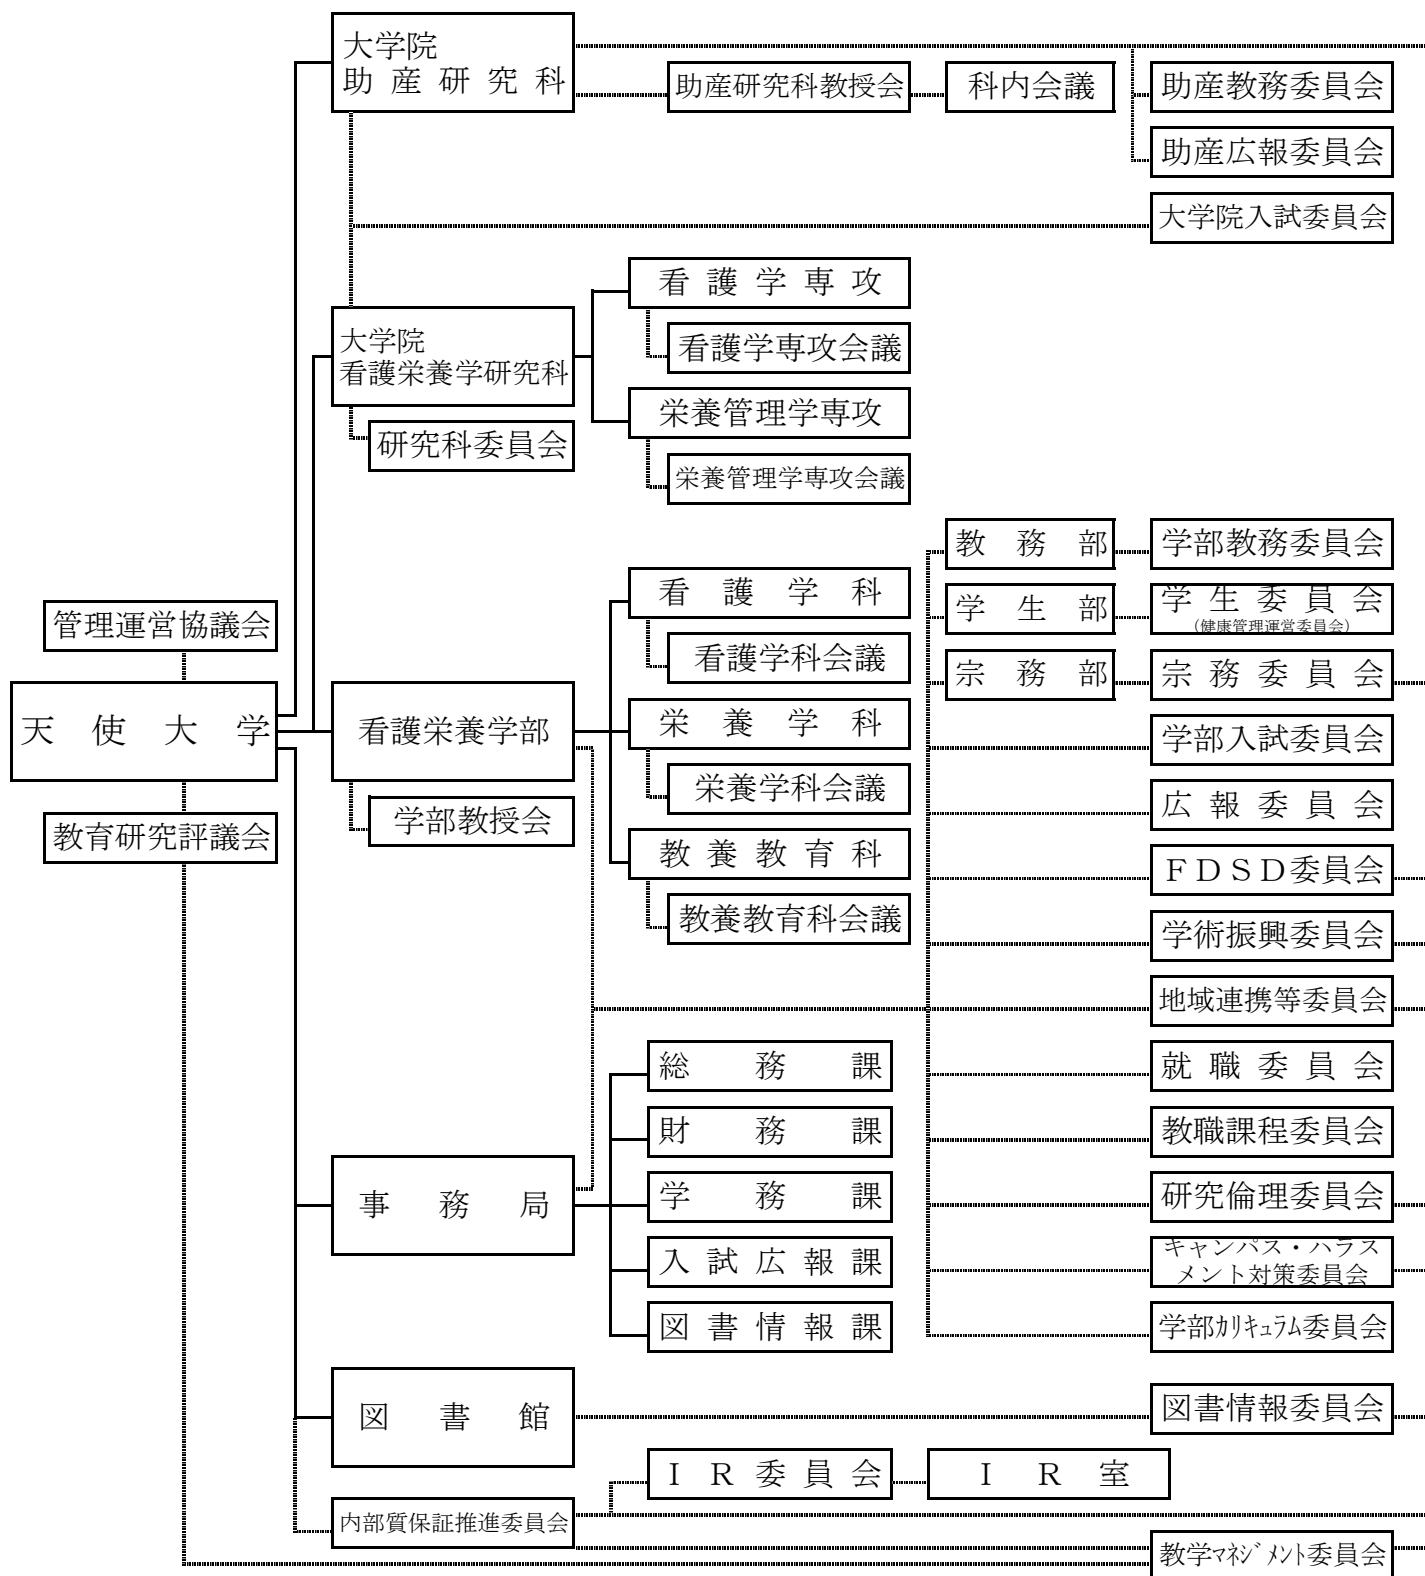 大学院
助産研究科
助産研究科教授会
科内会議
助産教務委員会
助産広報委員会
大学院入試委員会
看護学専攻
看護学専攻会議
大学院
看護栄養学研究科
栄養管理学専攻
研究科委員会
栄養管理学専攻会議
教務部
学部教務委員会
看護学科
学生部
学生委員会
(健康管理運営委員会)
管理運営協議会
看護学科会議
宗務部
宗務委員会
天使大学
看護栄養学部
栄養学科
学部入試委員会
栄養学科会議
広報委員会
学部教授会
教育研究評議会
教養教育科
FDSD委員会
教養教育科会議
学術振興委員会
地域連携等委員会
総務課
就職委員会
財務課
教職課程委員会
事務局
学務課
研究倫理委員会
入試広報課
キャンパス・ハラス
メント対策委員会
図書情報課
学部カリキュラム委員会
図書館
図書情報委員会
IR委員会
IR室
内部質保証推進委員会
教学マネジメント委員会